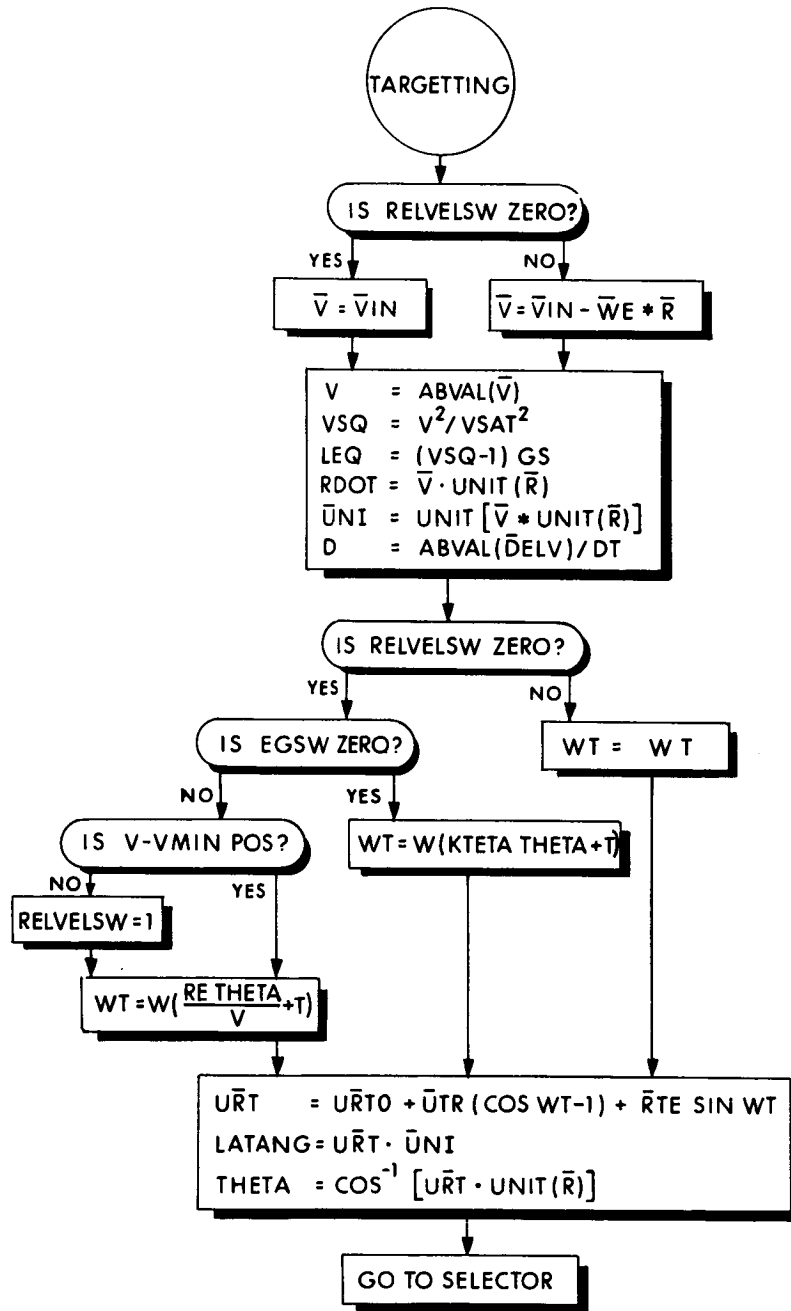 TARGETTING
IS RELVELSW ZERO?
YES
NO
V̄ = V̄IN
V̄ = V̄IN - W̄E * R̄
V = ABVAL(V̄)
VSQ = V²/VSAT²
LEQ = (VSQ-1) GS
RDOT = V̄ · UNIT (R̄)
ŪNI = UNIT [V̄ * UNIT(R̄)]
D = ABVAL(D̄ELV)/DT
IS RELVELSW ZERO?
YES
NO
IS EGSW ZERO?
WT = W T
NO
YES
IS V-VMIN POS?
WT = W(KTETA THETA+T)
NO
YES
RELVELSW = 1
WT = W(RE THETA/V +T)
UR̄T = UR̄TO + ŪTR (COS WT-1) + R̄TE SIN WT
LATANG = UR̄T · ŪNI
THETA = COS⁻¹ [UR̄T · UNIT(R̄)]
GO TO SELECTOR